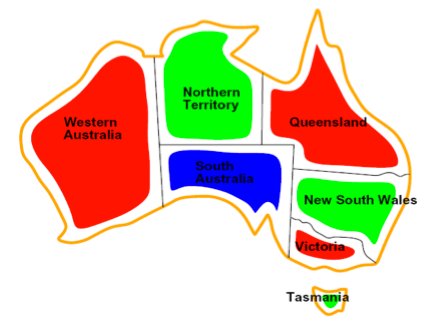 Northern
Territory
Western
Australia
Queensland
South
Australia
New South Wales
Victoria
Tasmania